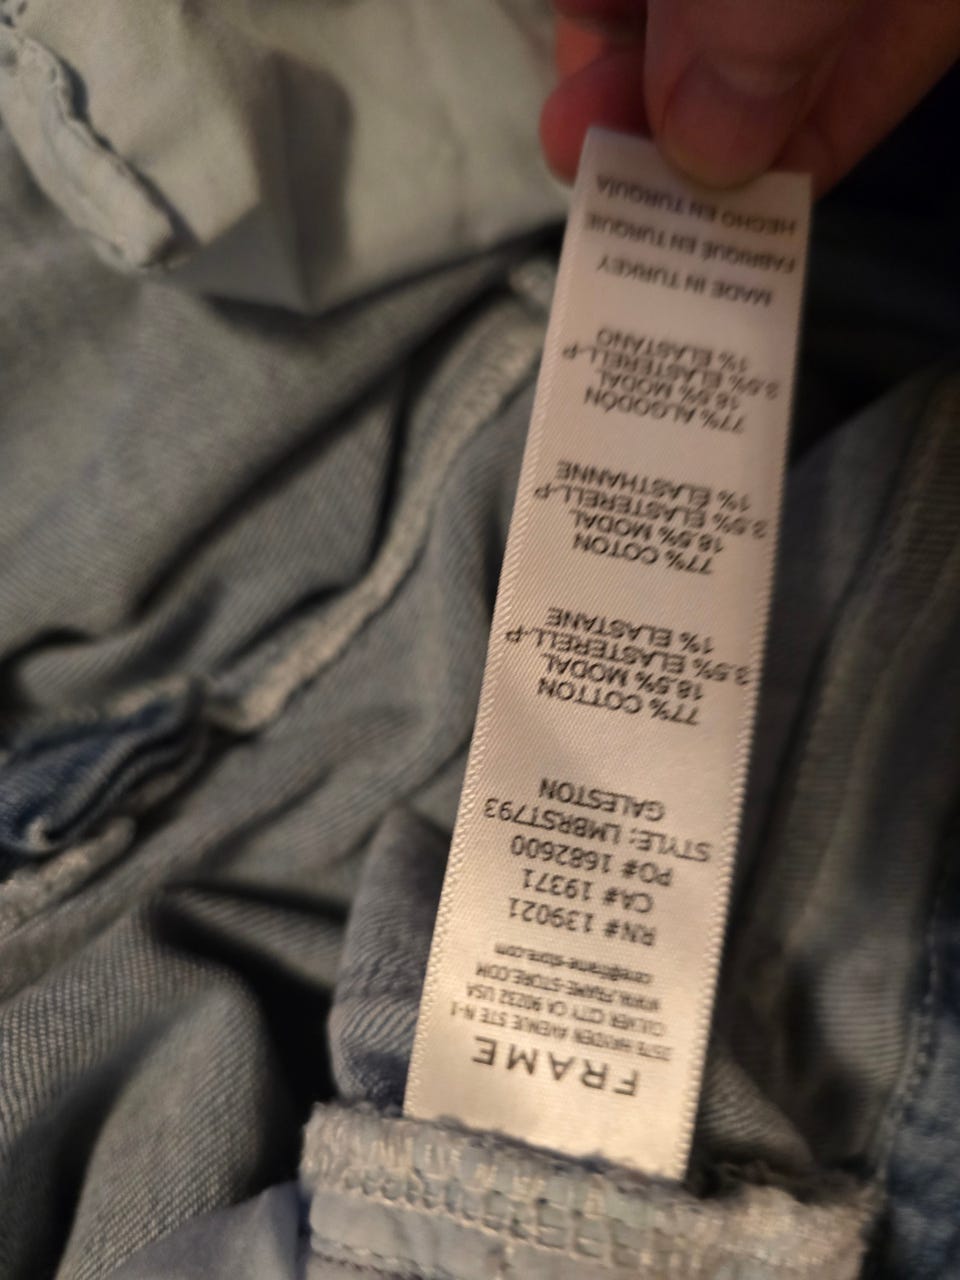 FRAME
3575 HAYDEN AVENUE STE N-1
CULVER CITY CA 90232 USA
WWW.FRAME-STORE.COM
care@frame-store.com
RN# 139021
CA# 19371
PO# 1682600
STYLE: LMBRST793
GALESTON
77% COTTON
18.5% MODAL
3.5% ELASTERELL-P
1% ELASTANE
77% COTTON
18.5% MODAL
3.5% ELASTERELL-P
1% ELASTHANNE
77% ALGODÓN
18.5% MODAL
3.5% ELASTERELL-P
1% ELASTANO
MADE IN TURKEY
FABRIQUÉ EN TURQUIE
HECHO EN TURQUÍA